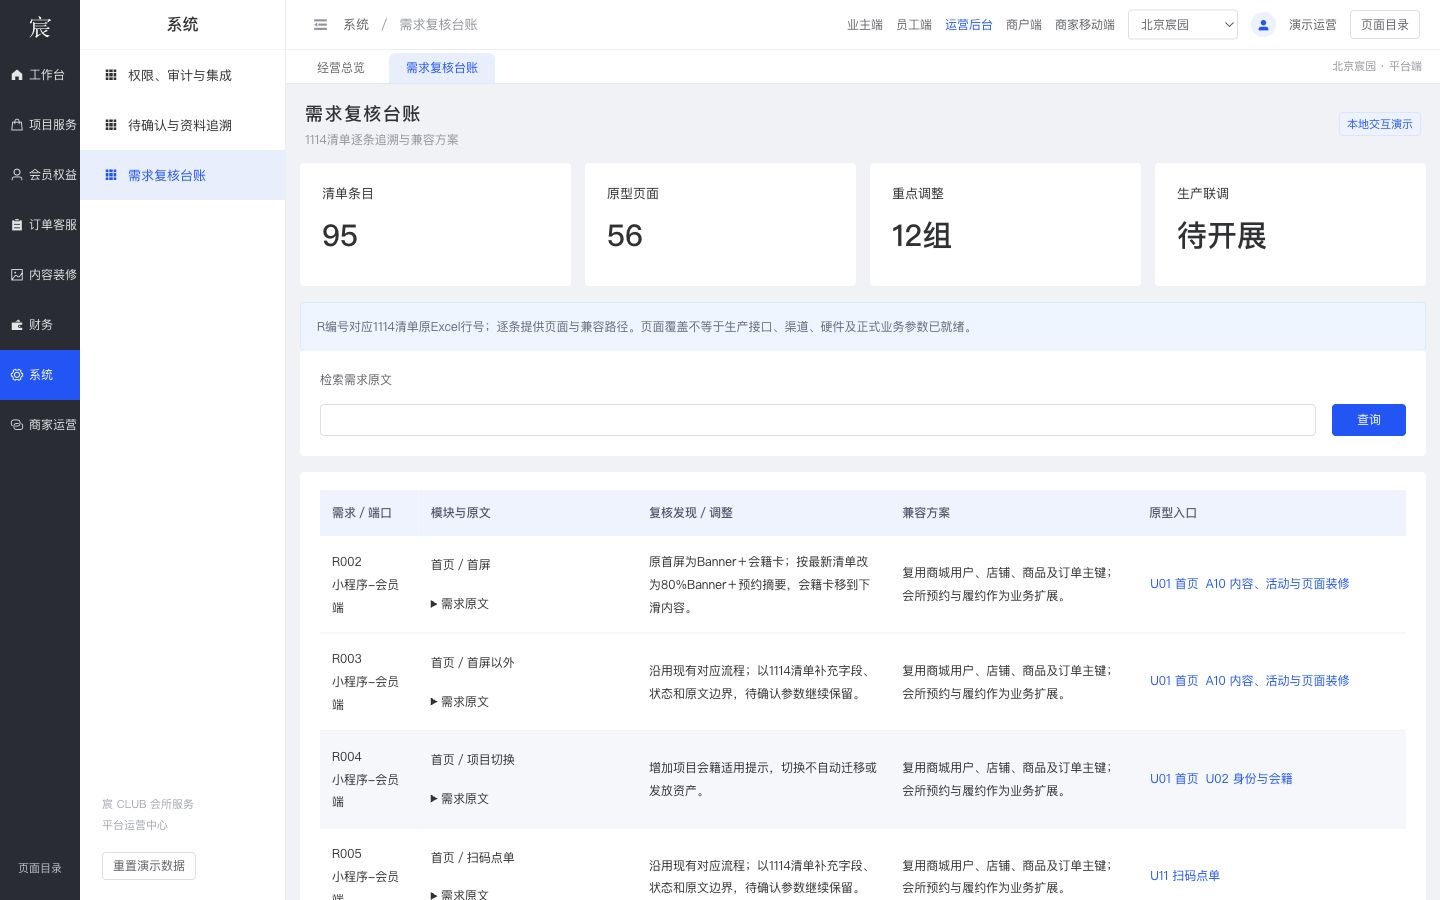 宸
工作台
项目服务
会员权益
订单客服
内容装修
财务
系统
商家运营
页面目录
系统
权限、审计与集成
待确认与资料追溯
需求复核台账
宸 CLUB 会所服务
平台运营中心
重置演示数据
系统 / 需求复核台账
业主端 员工端 运营后台 商户端 商家移动端 北京宸园 演示运营 页面目录
经营总览 需求复核台账
北京宸园 · 平台端
需求复核台账
1114清单逐条追溯与兼容方案
本地交互演示
清单条目
95
原型页面
56
重点调整
12组
生产联调
待开展
R编号对应1114清单原Excel行号；逐条提供页面与兼容路径。页面覆盖不等于生产接口、渠道、硬件及正式业务参数已就绪。
检索需求原文
查询
需求 / 端口 模块与原文 复核发现 / 调整 兼容方案 原型入口
R002
小程序-会员
端
首页 / 首屏
▶ 需求原文
原首屏为Banner＋会籍卡；按最新清单改
为80%Banner＋预约摘要，会籍卡移到下
滑内容。
复用商城用户、店铺、商品及订单主键；
会所预约与履约作为业务扩展。
U01 首页 A10 内容、活动与页面装修
R003
小程序-会员
端
首页 / 首屏以外
▶ 需求原文
沿用现有对应流程；以1114清单补充字段、
状态和原文边界，待确认参数继续保留。
复用商城用户、店铺、商品及订单主键；
会所预约与履约作为业务扩展。
U01 首页 A10 内容、活动与页面装修
R004
小程序-会员
端
首页 / 项目切换
▶ 需求原文
增加项目会籍适用提示，切换不自动迁移或
发放资产。
复用商城用户、店铺、商品及订单主键；
会所预约与履约作为业务扩展。
U01 首页 U02 身份与会籍
R005
小程序-会员
端
首页 / 扫码点单
▶ 需求原文
沿用现有对应流程；以1114清单补充字段、
状态和原文边界，待确认参数继续保留。
复用商城用户、店铺、商品及订单主键；
会所预约与履约作为业务扩展。
U11 扫码点单